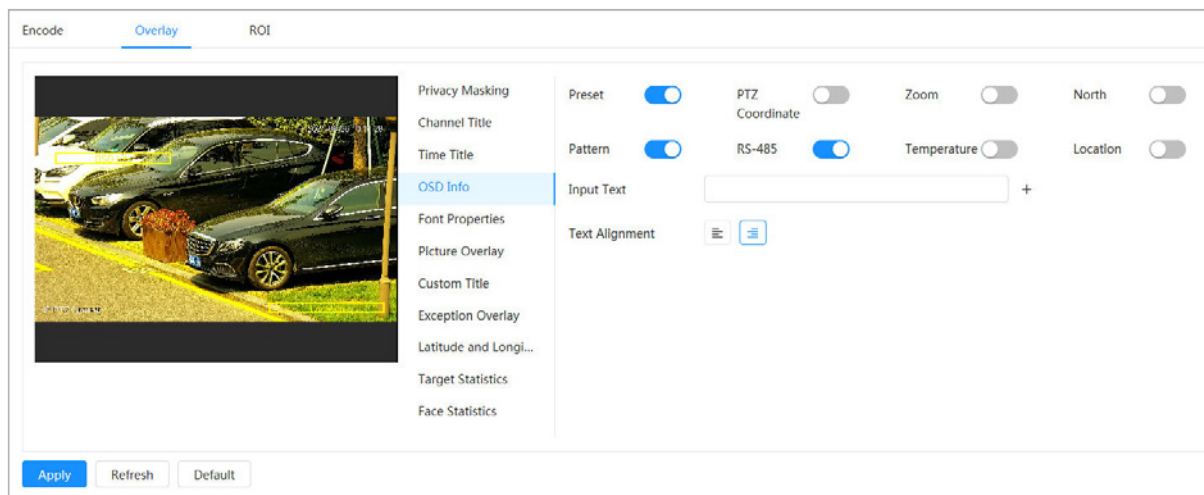 Encode Overlay ROI
Privacy Masking
Channel Title
Time Title
OSD Info
Font Properties
Picture Overlay
Custom Title
Exception Overlay
Latitude and Longi...
Target Statistics
Face Statistics
Preset PTZ Coordinate Zoom North
Pattern RS-485 Temperature Location
Input Text +
Text Alignment
Apply Refresh Default